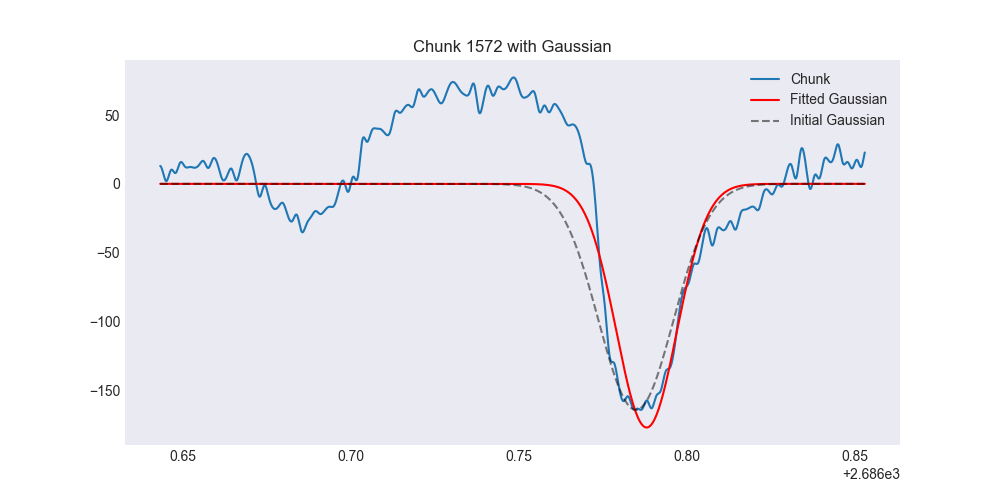 Chunk 1572 with Gaussian
Chunk
Fitted Gaussian
Initial Gaussian
50
0
−50
−100
−150
0.65 0.70 0.75 0.80 0.85
+2.686e3